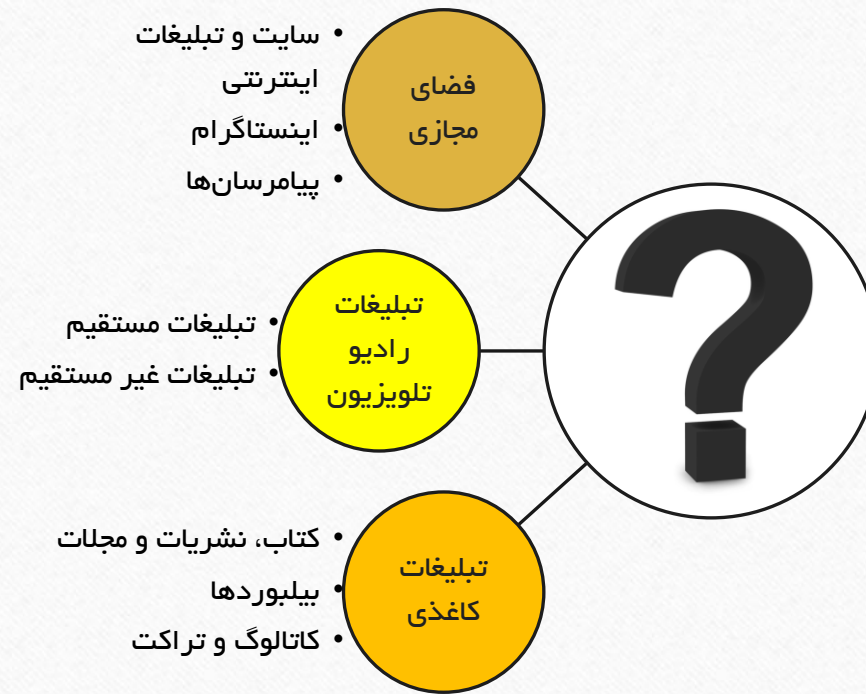 فضای
مجازی
• سایت و تبلیغات
اینترنتی
• اینستاگرام
• پیامرسان‌ها
تبلیغات
رادیو
تلویزیون
• تبلیغات مستقیم
• تبلیغات غیر مستقیم
تبلیغات
کاغذی
• کتاب، نشریات و مجلات
• بیلبوردها
• کاتالوگ و تراکت
?